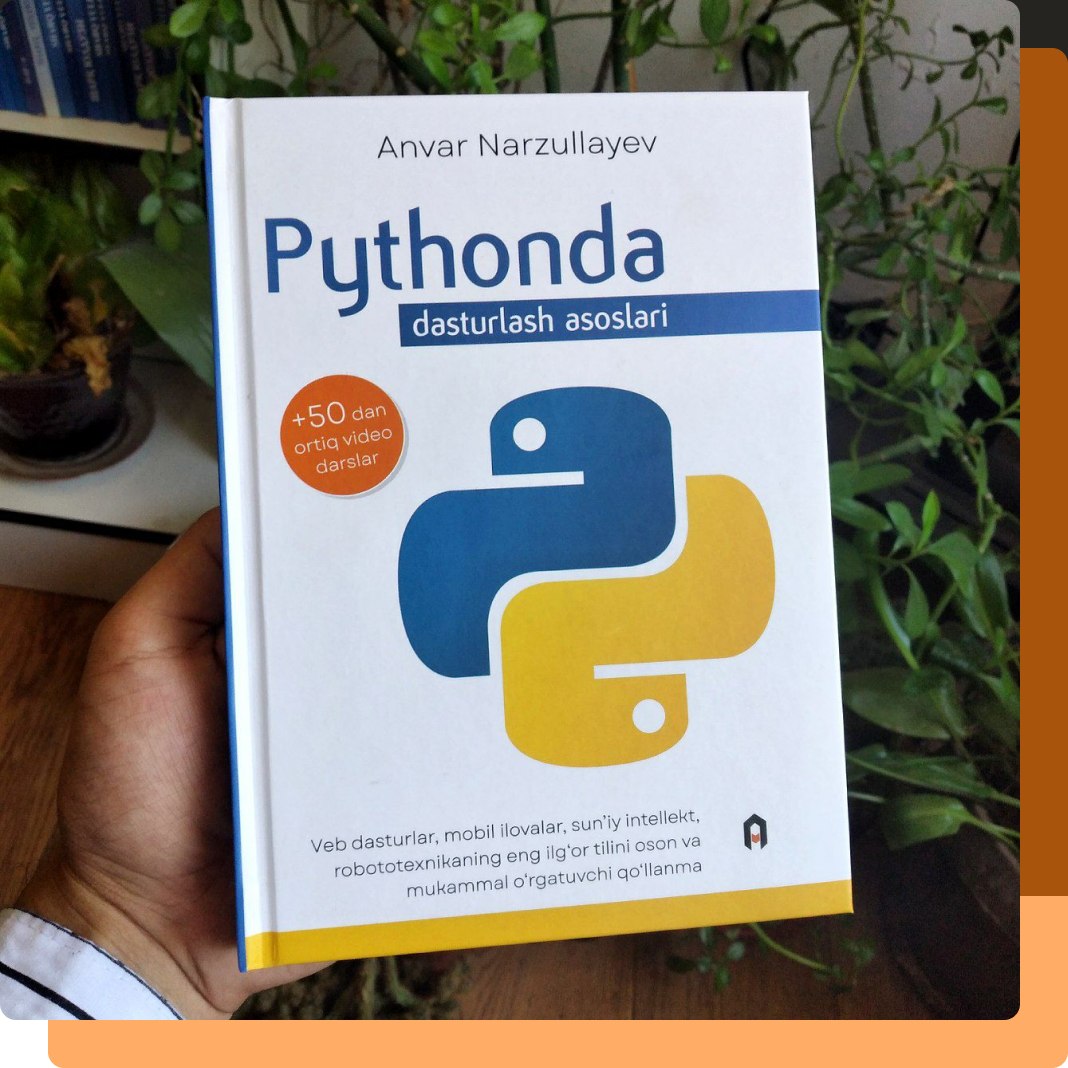 Anvar Narzullayev
Pythonda
dasturlash asoslari
+50 dan
ortiq video
darslar
Veb dasturlar, mobil ilovalar, sun’iy intellekt,
robototexnikaning eng ilg‘or tilini oson va
mukammal o‘rgatuvchi qo‘llanma